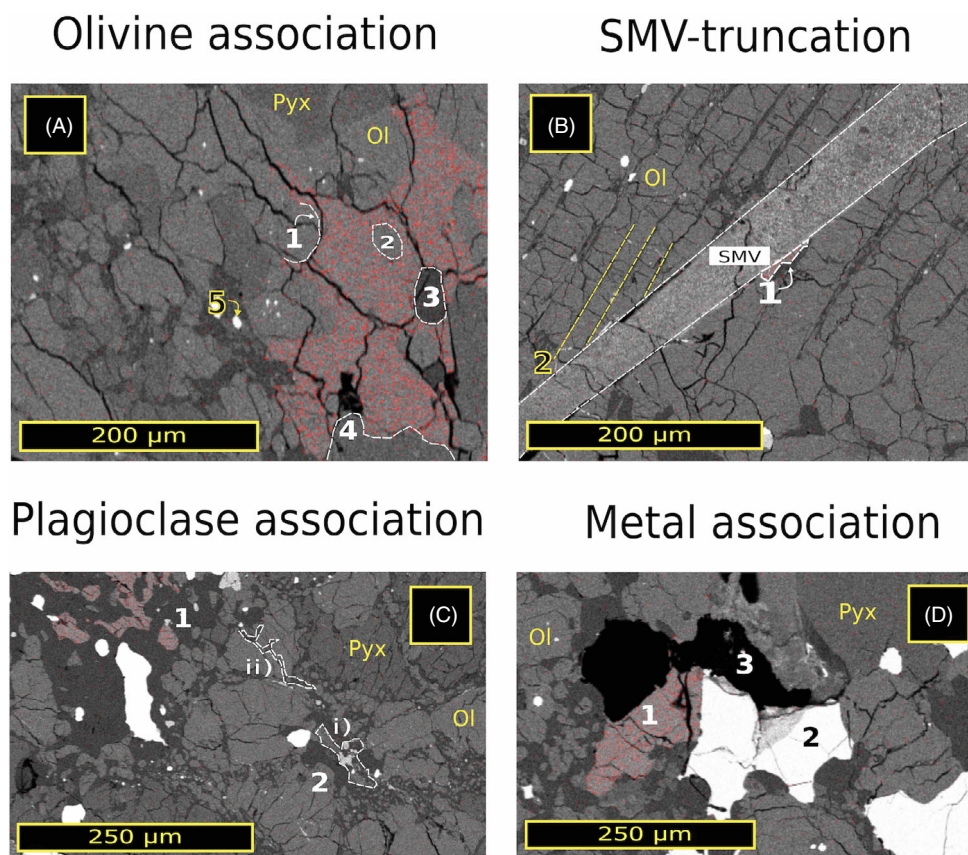 Olivine association
SMV-truncation
(A)
Pyx
Ol
1
2
3
5
4
200 µm
(B)
Ol
SMV
1
2
200 µm
Plagioclase association
Metal association
(C)
1
Pyx
ii)
Ol
i)
2
250 µm
(D)
Pyx
Ol
3
1
2
250 µm